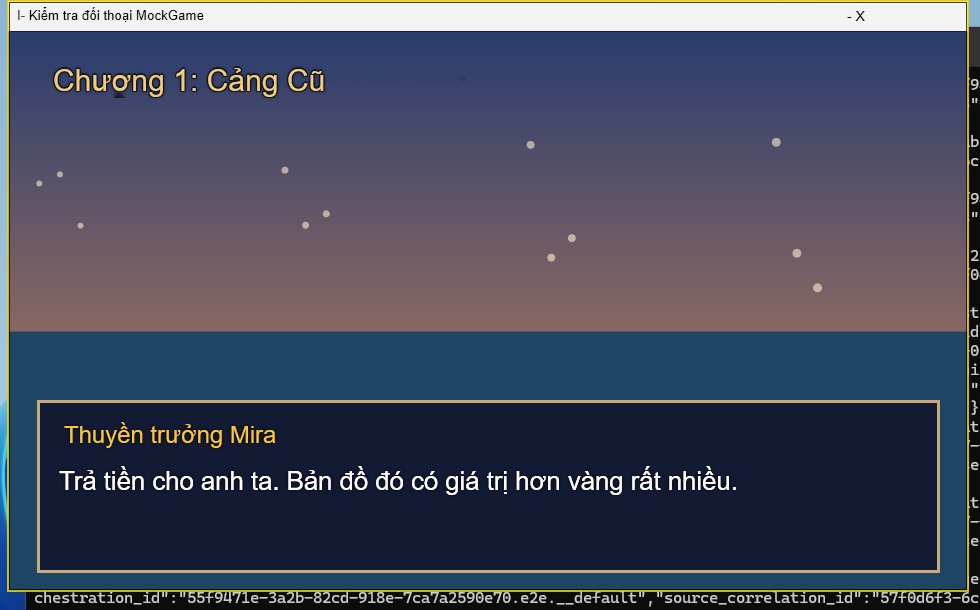 I- Kiểm tra đối thoại MockGame
- X
Chương 1: Cảng Cũ
Thuyền trưởng Mira
Trả tiền cho anh ta. Bản đồ đó có giá trị hơn vàng rất nhiều.
chestration_id":"55f9471e-3a2b-82cd-918e-7ca7a2590e70.e2e.__default","source_correlation_id":"57f0d6f3-6